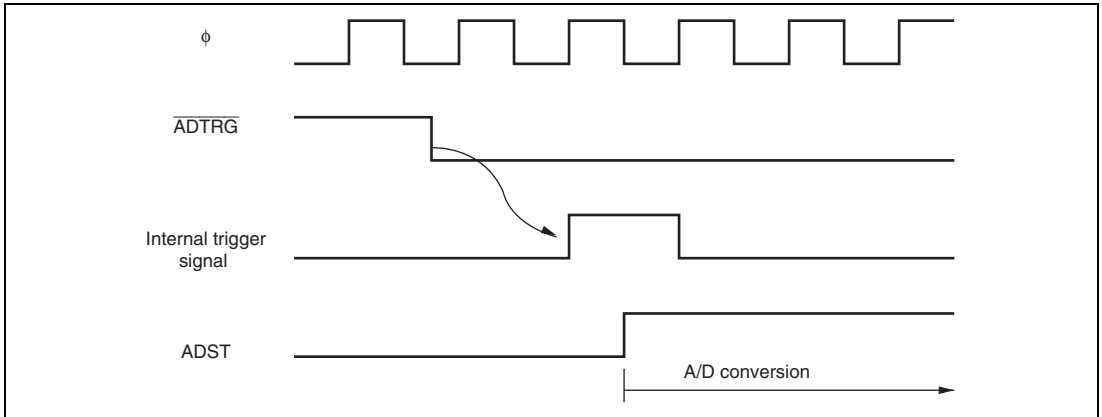 ϕ
ADTRG
Internal trigger
signal
ADST
A/D conversion